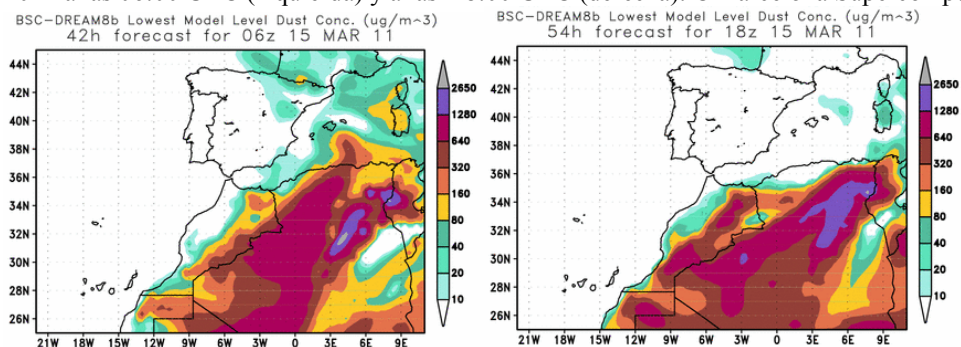 BSC-DREAM8b Lowest Model Level Dust Conc. (ug/m^3)
42h forecast for 06z 15 MAR 11
44N
42N
40N
38N
36N
34N
32N
30N
28N
26N
21W 18W 15W 12W 9W 6W 3W 0 3E 6E 9E
2650
1280
640
320
160
80
40
20
10
BSC-DREAM8b Lowest Model Level Dust Conc. (ug/m^3)
54h forecast for 18z 15 MAR 11
44N
42N
40N
38N
36N
34N
32N
30N
28N
26N
21W 18W 15W 12W 9W 6W 3W 0 3E 6E 9E
2650
1280
640
320
160
80
40
20
10